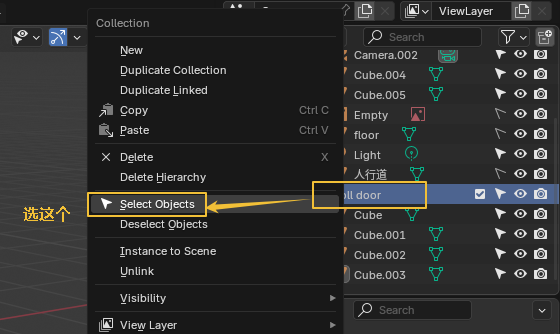 ViewLayer
Collection
New
Duplicate Collection
Duplicate Linked
Copy Ctrl C
Paste Ctrl V
Delete X
Delete Hierarchy
Select Objects
Deselect Objects
Instance to Scene
Unlink
Visibility
View Layer
选这个
Search
Camera.002
Cube.004
Cube.005
Empty
floor
Light
人行道
oll door
Cube
Cube.001
Cube.002
Cube.003
Search